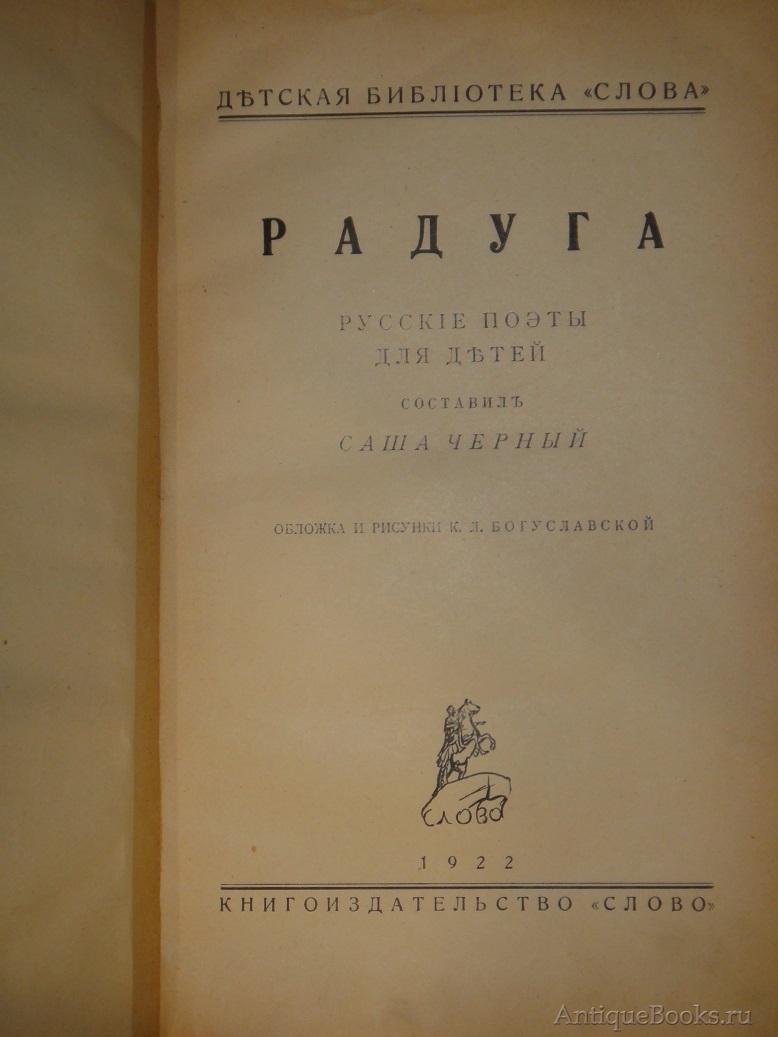 ДѢТСКАЯ БИБЛІОТЕКА «СЛОВА»
РАДУГА
РУССКІЕ ПОЭТЫ
ДЛЯ ДѢТЕЙ
СОСТАВИЛЪ
САША ЧЕРНЫЙ
ОБЛОЖКА И РИСУНКИ К. Л. БОГУСЛАВСКОЙ
СЛОВО
1922
КНИГОИЗДАТЕЛЬСТВО «СЛОВО»
AntiqueBooks.ru